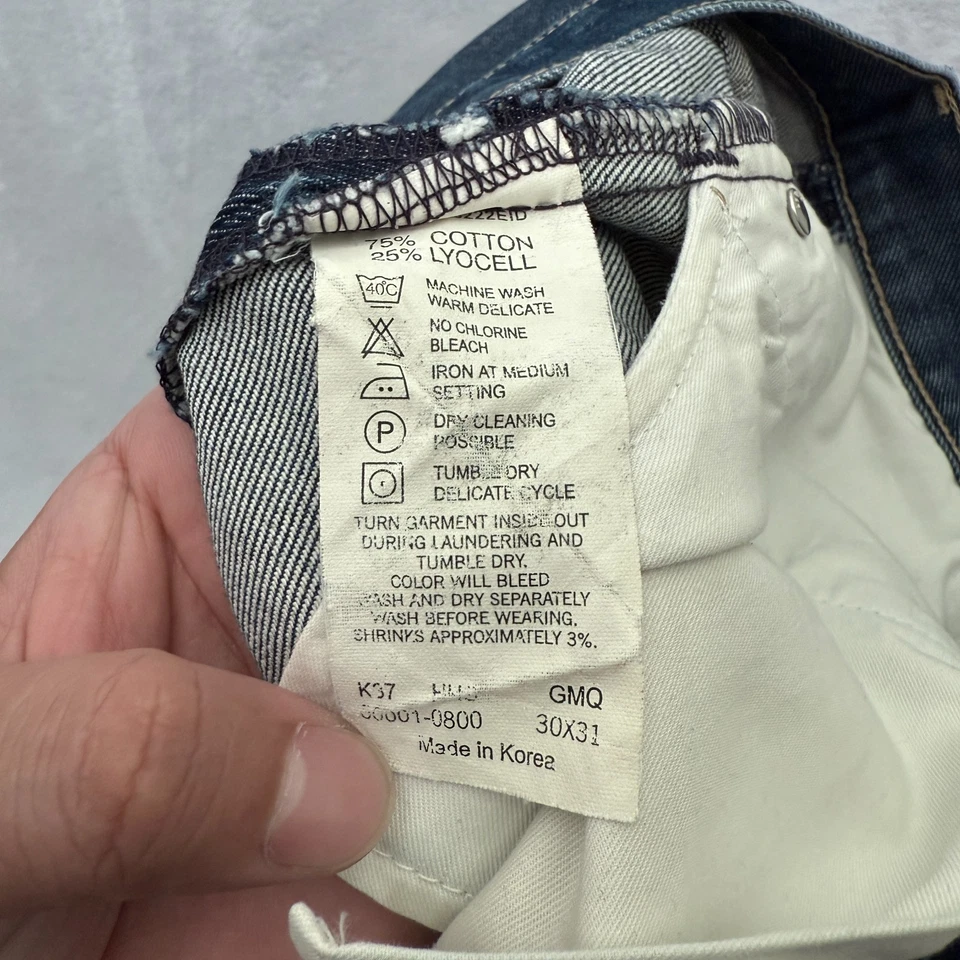 75% COTTON
25% LYOCELL
40°C MACHINE WASH
WARM DELICATE
NO CHLORINE
BLEACH
IRON AT MEDIUM
SETTING
P DRY CLEANING
POSSIBLE
TUMBLE DRY
DELICATE CYCLE
TURN GARMENT INSIDE OUT
DURING LAUNDERING AND
TUMBLE DRY.
COLOR WILL BLEED
WASH AND DRY SEPARATELY
WASH BEFORE WEARING.
SHRINKS APPROXIMATELY 3%.
K37 GMQ
30X31
Made in Korea